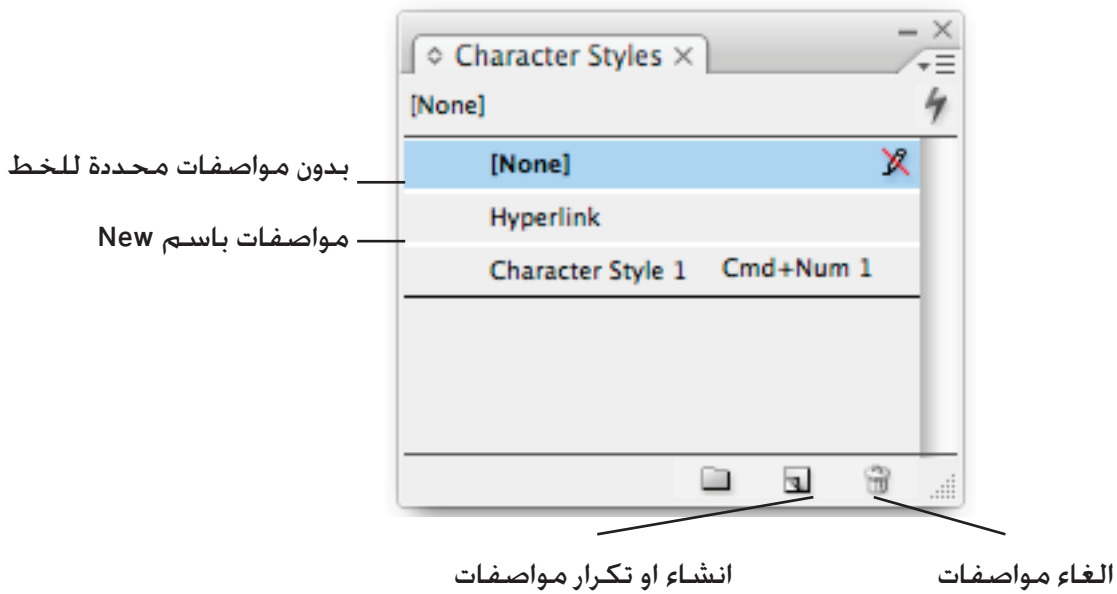 Character Styles
[None]
[None]
بدون مواصفات محددة للخط
Hyperlink
مواصفات باسم New
Character Style 1 Cmd+Num 1
انشاء او تكرار مواصفات
الغاء مواصفات